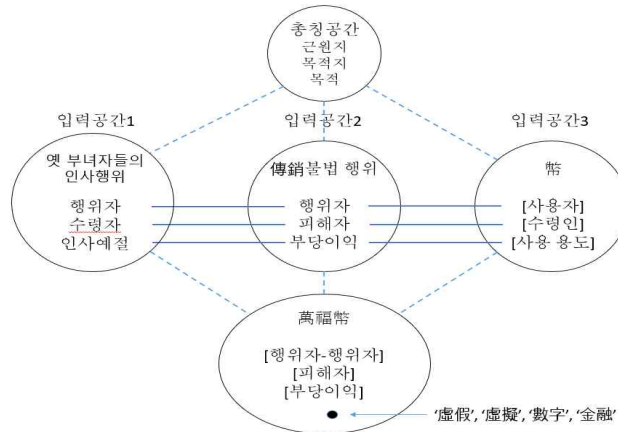 총칭공간
근원지
목적지
목적
입력공간1 입력공간2 입력공간3
옛 부녀자들의
인사행위
행위자
수령자
인사예절
傳銷불법 행위
행위자
피해자
부당이익
幣
[사용자]
[수령인]
[사용 용도]
萬福幣
[행위자-행위자]
[피해자]
[부당이익]
‘虛假’, ‘虛擬’, ‘數字’, ‘金融’